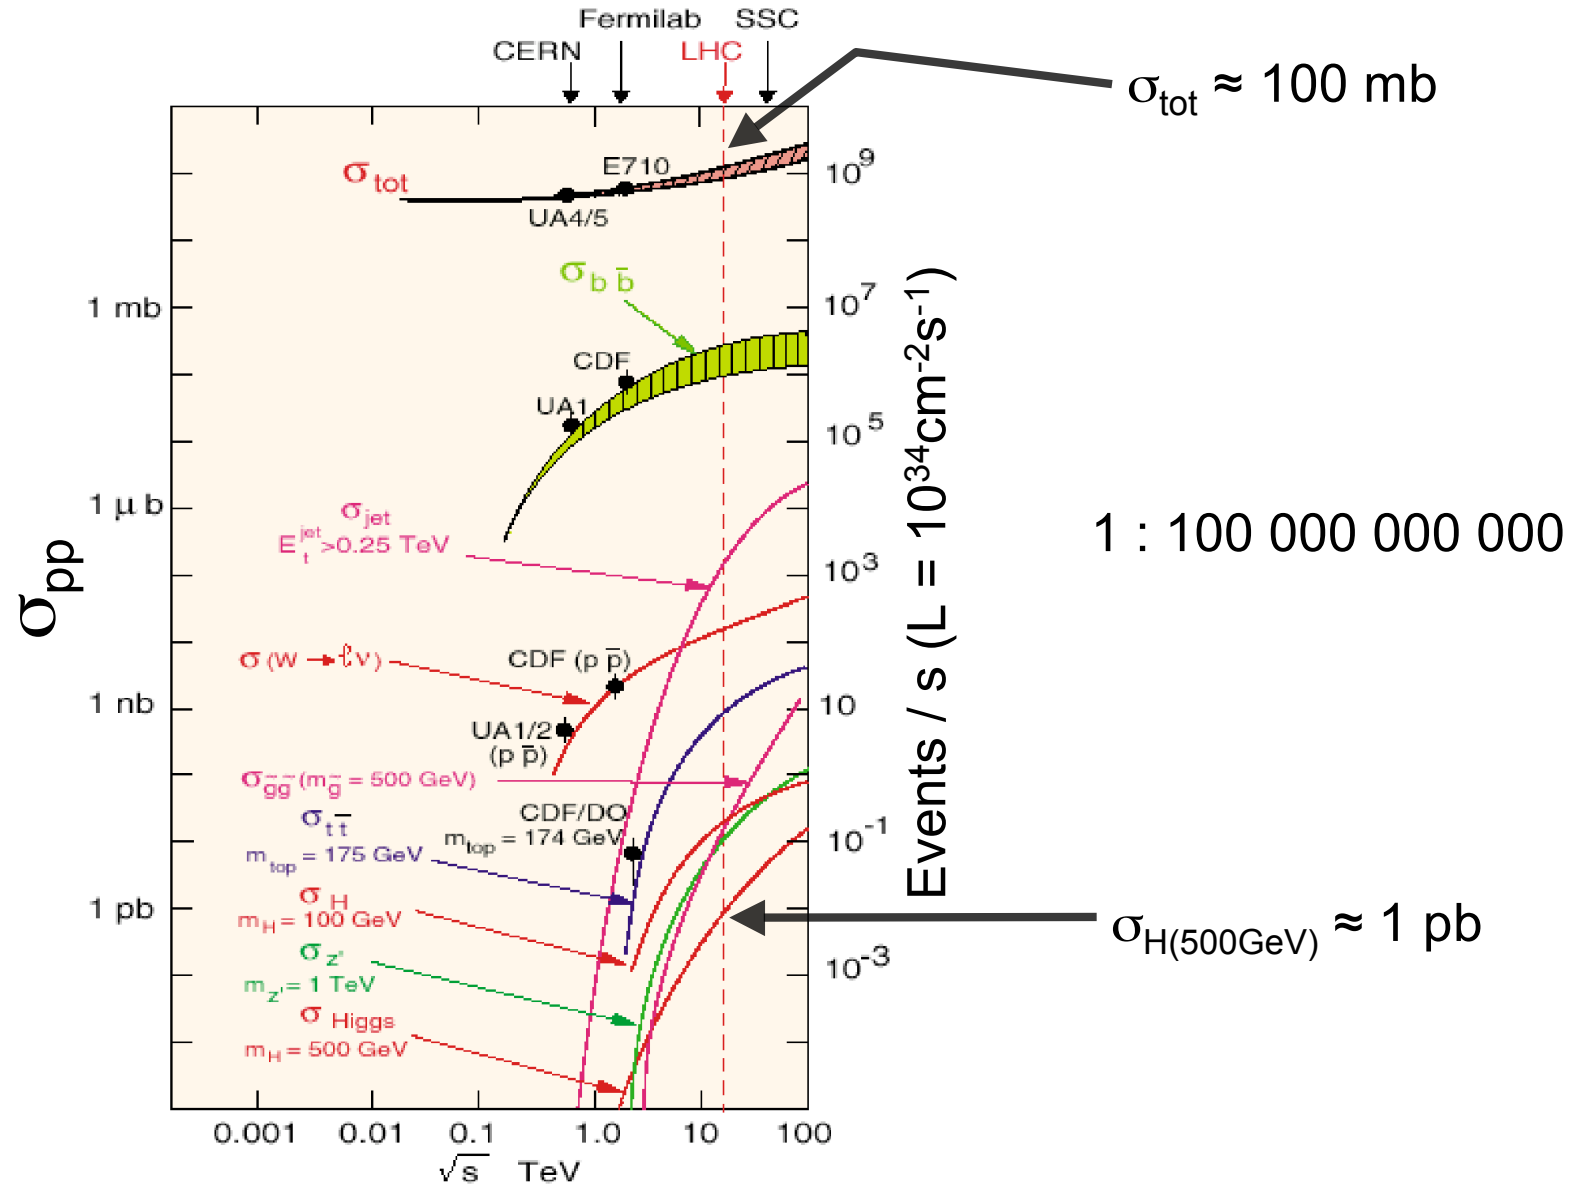 Fermilab SSC
CERN LHC
σtot ≈ 100 mb
σ tot
E710
UA4/5
10⁹
σ b b̄
1 mb
10⁷
CDF
UA1
10⁵
1 μb
σjet
Eₜʲᵉᵗ>0.25 TeV
1 : 100 000 000 000
10³
σpp
Events / s (L = 10³⁴cm⁻²s⁻¹)
σ (W → ℓν)
CDF (p p̄)
1 nb
10
UA1/2
(p p̄)
σg̃g̃ (mg̃ = 500 GeV)
σt t̄
mtop = 175 GeV
CDF/DO
mtop = 174 GeV
10⁻¹
σ H
mH = 100 GeV
1 pb
σH(500GeV) ≈ 1 pb
σz'
mz' = 1 TeV
10⁻³
σ Higgs
mH = 500 GeV
0.001 0.01 0.1 1.0 10 100
√s TeV